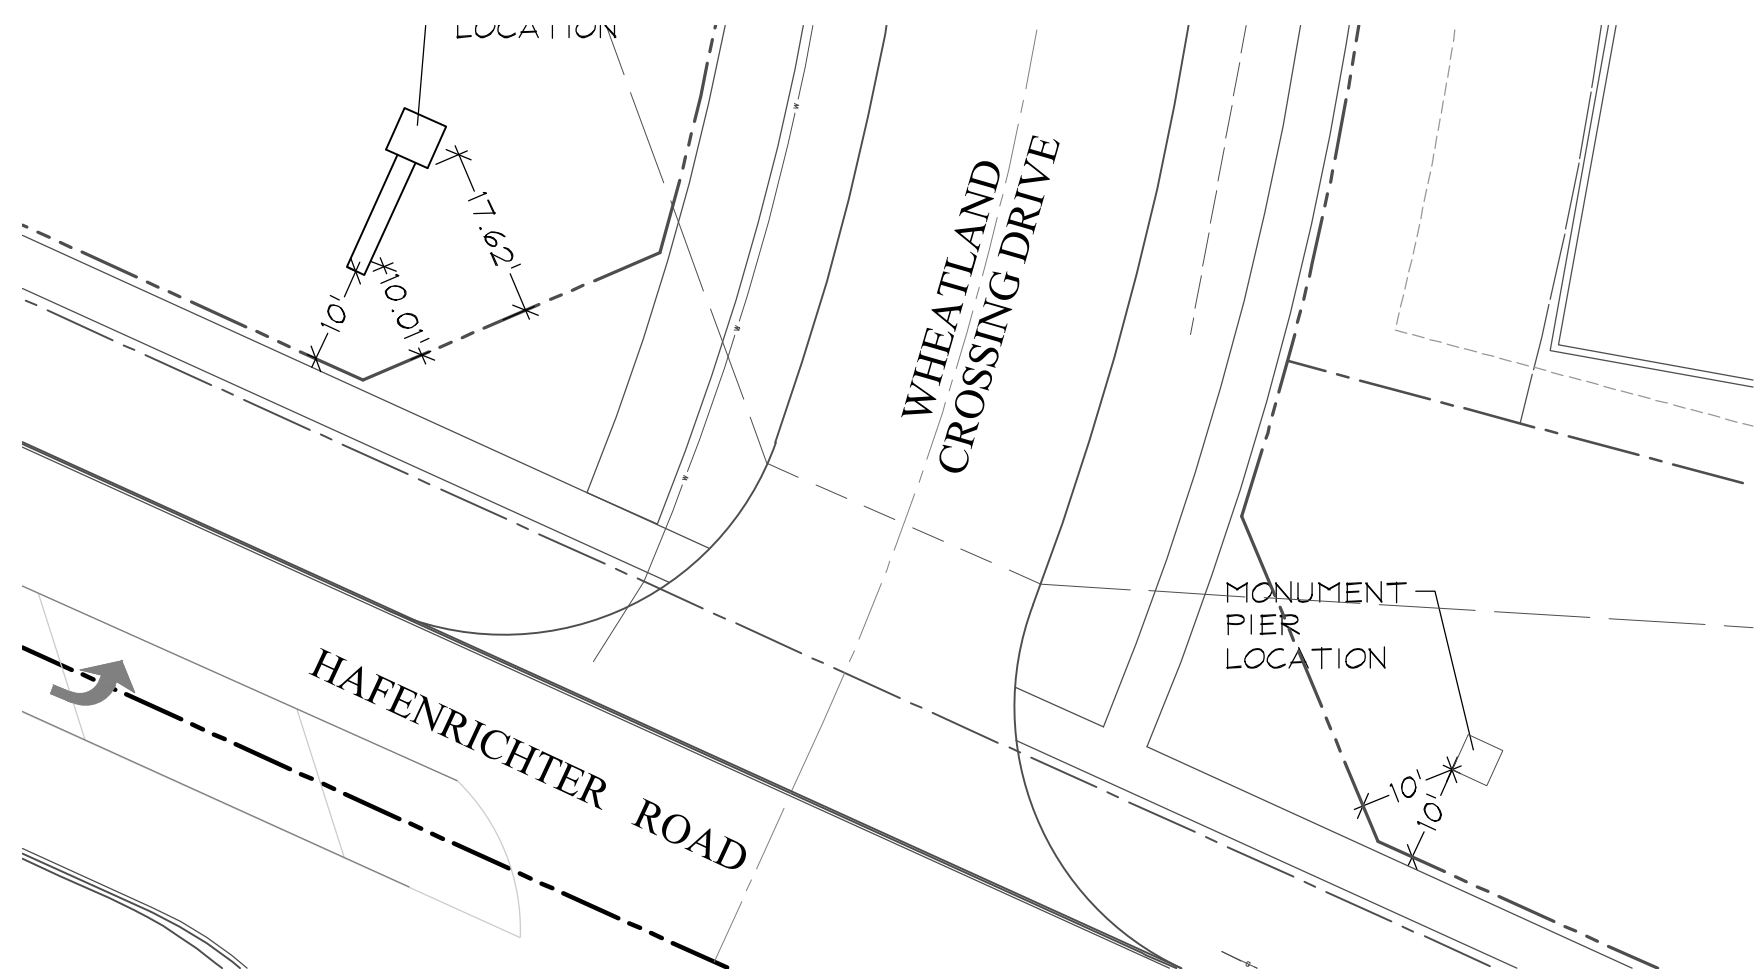 LOCATION
17.62'
10.01'
10'
WHEATLAND
CROSSING DRIVE
MONUMENT
PIER
LOCATION
10'
10'
HAFENRICHTER ROAD
W
W
W
G